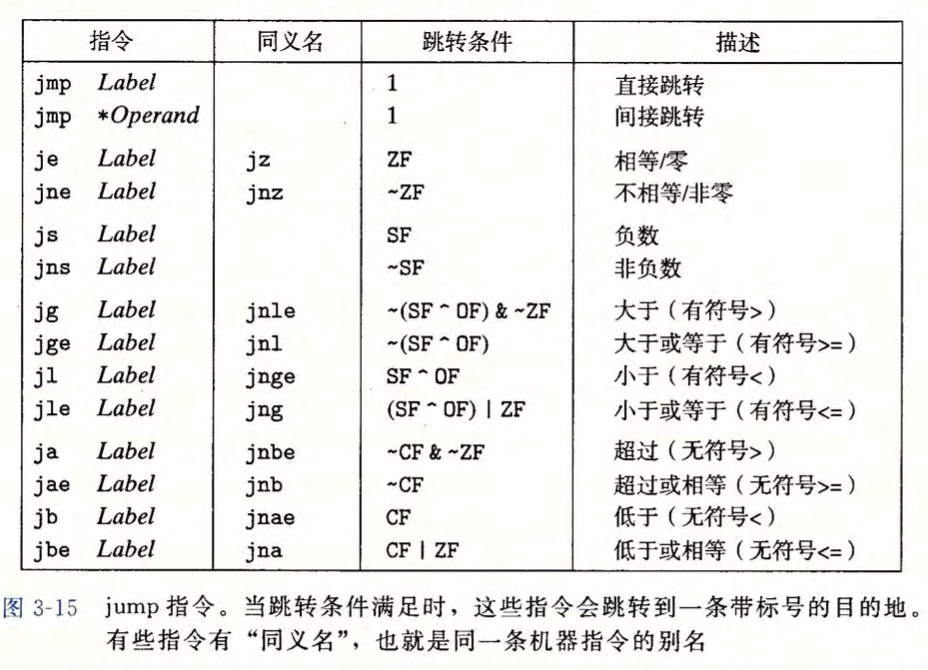 指令 同义名 跳转条件 描述
jmp Label 1 直接跳转
jmp *Operand 1 间接跳转
je Label jz ZF 相等/零
jne Label jnz ~ZF 不相等/非零
js Label SF 负数
jns Label ~SF 非负数
jg Label jnle ~(SF ^ OF) & ~ZF 大于（有符号>）
jge Label jnl ~(SF ^ OF) 大于或等于（有符号>=）
jl Label jnge SF ^ OF 小于（有符号<）
jle Label jng (SF ^ OF) | ZF 小于或等于（有符号<=）
ja Label jnbe ~CF & ~ZF 超过（无符号>）
jae Label jnb ~CF 超过或相等（无符号>=）
jb Label jnae CF 低于（无符号<）
jbe Label jna CF | ZF 低于或相等（无符号<=）
图 3-15 jump 指令。当跳转条件满足时，这些指令会跳转到一条带标号的目的地。
有些指令有“同义名”，也就是同一条机器指令的别名